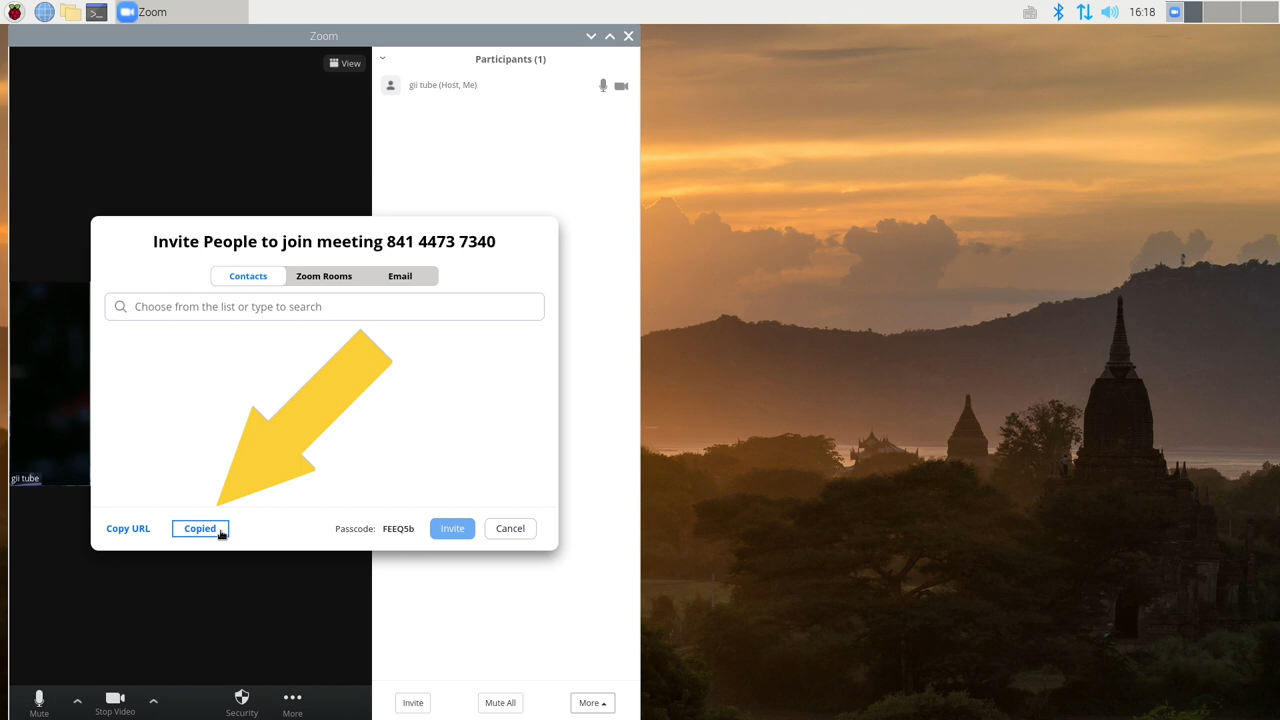 Zoom
16:18
Zoom
View
Participants (1)
gii tube (Host, Me)
Invite People to join meeting 841 4473 7340
Contacts
Zoom Rooms
Email
Choose from the list or type to search
gii tube
Copy URL
Copied
Passcode: FEEQ5b
Invite
Cancel
Mute
Stop Video
Security
More
Invite
Mute All
More